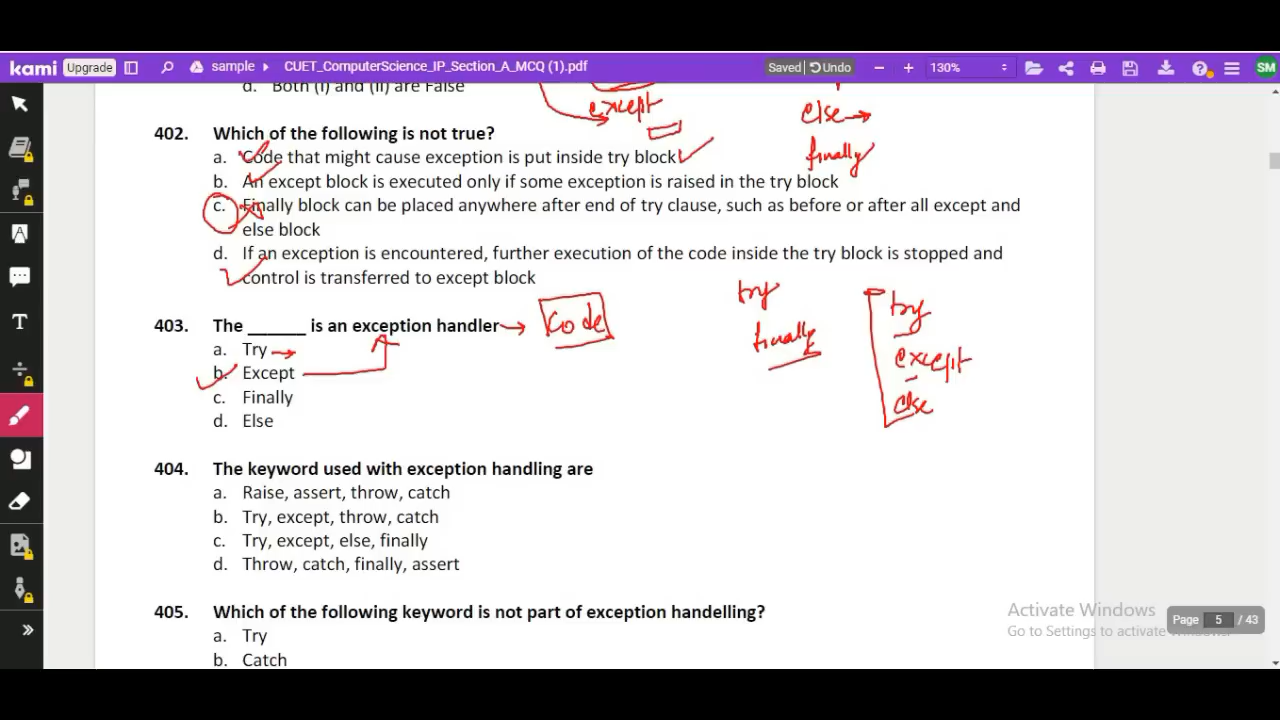 kami Upgrade sample CUET_ComputerScience_IP_Section_A_MCQ (1).pdf Saved Undo 130% SM
d. Both (I) and (II) are False
except
else
finally
402. Which of the following is not true?
a. Code that might cause exception is put inside try block
b. An except block is executed only if some exception is raised in the try block
c. Finally block can be placed anywhere after end of try clause, such as before or after all except and
else block
d. If an exception is encountered, further execution of the code inside the try block is stopped and
control is transferred to except block
try
finally
try
except
else
403. The ______ is an exception handler
Code
a. Try
b. Except
c. Finally
d. Else
404. The keyword used with exception handling are
a. Raise, assert, throw, catch
b. Try, except, throw, catch
c. Try, except, else, finally
d. Throw, catch, finally, assert
405. Which of the following keyword is not part of exception handelling?
a. Try
b. Catch
Activate Windows
Go to Settings to activate Windows.
Page 5 / 43